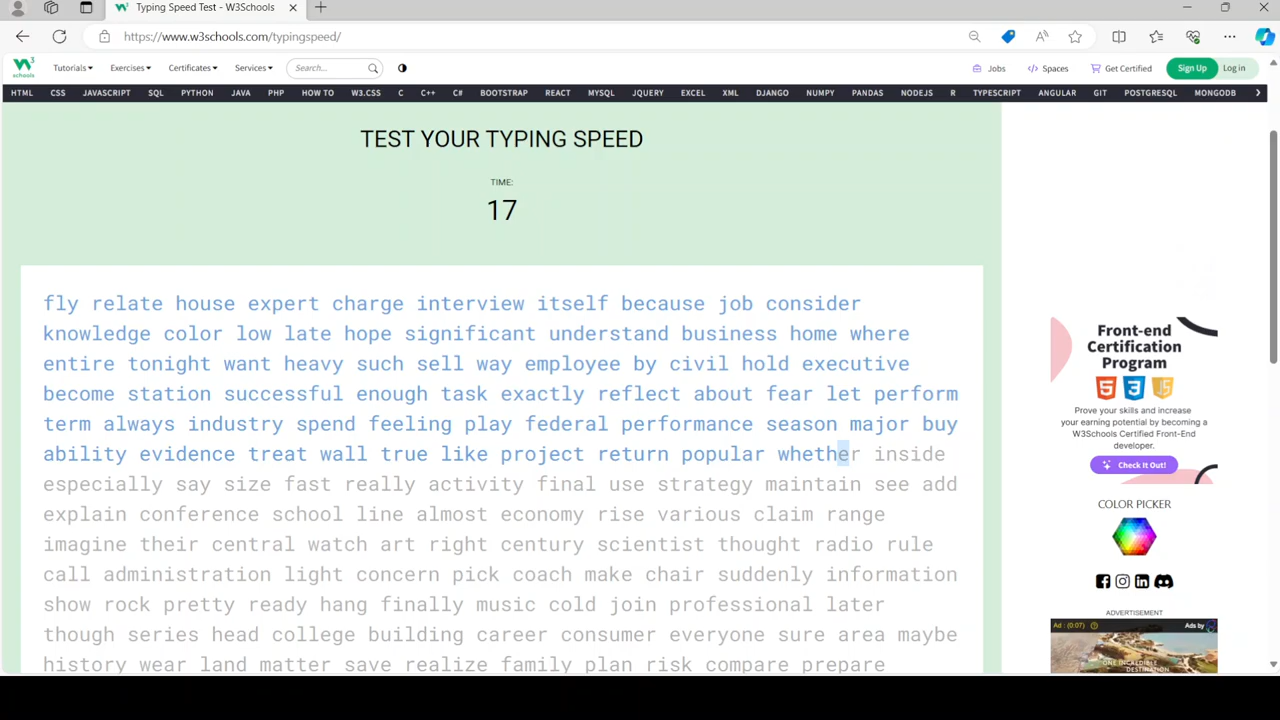 Typing Speed Test - W3Schools
https://www.w3schools.com/typingspeed/
schools
Tutorials Exercises Certificates Services Search... Jobs Spaces Get Certified Sign Up Log in
HTML CSS JAVASCRIPT SQL PYTHON JAVA PHP HOW TO W3.CSS C C++ C# BOOTSTRAP REACT MYSQL JQUERY EXCEL XML DJANGO NUMPY PANDAS NODEJS R TYPESCRIPT ANGULAR GIT POSTGRESQL MONGODB
TEST YOUR TYPING SPEED
TIME:
17
fly relate house expert charge interview itself because job consider
knowledge color low late hope significant understand business home where
entire tonight want heavy such sell way employee by civil hold executive
become station successful enough task exactly reflect about fear let perform
term always industry spend feeling play federal performance season major buy
ability evidence treat wall true like project return popular whether inside
especially say size fast really activity final use strategy maintain see add
explain conference school line almost economy rise various claim range
imagine their central watch art right century scientist thought radio rule
call administration light concern pick coach make chair suddenly information
show rock pretty ready hang finally music cold join professional later
though series head college building career consumer everyone sure area maybe
history wear land matter save realize family plan risk compare prepare
Front-end
Certification
Program
Prove your skills and increase
your earning potential by becoming a
W3Schools Certified Front-End
developer.
Check It Out!
COLOR PICKER
ADVERTISEMENT
Ad : (0:07)
Ads by
ONE INCREDIBLE
DESTINATION